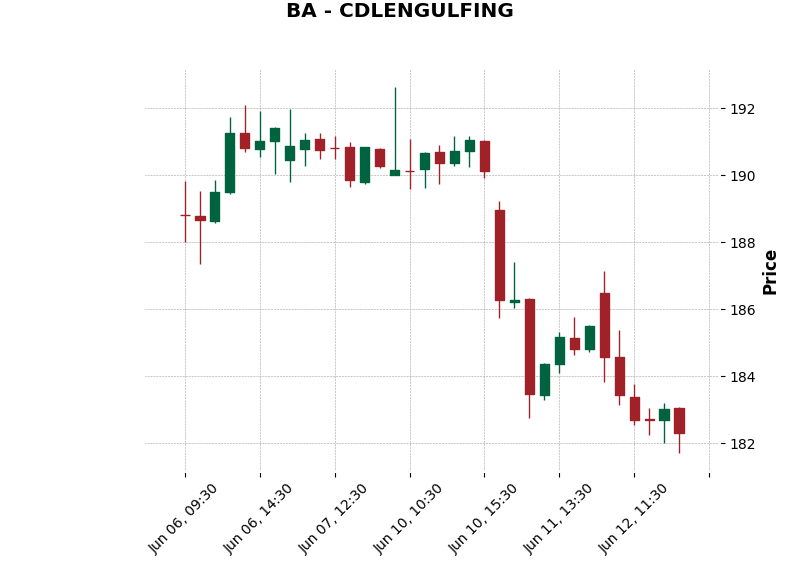 BA - CDLENGULFING
192
190
188
186
184
182
Price
Jun 06, 09:30
Jun 06, 14:30
Jun 07, 12:30
Jun 10, 10:30
Jun 10, 15:30
Jun 11, 13:30
Jun 12, 11:30